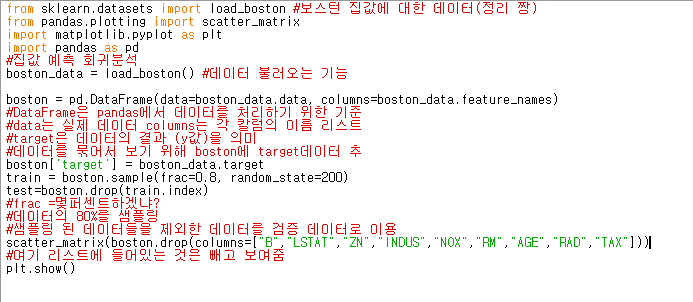 from sklearn.datasets import load_boston #보스턴 집값에 대한 데이터(정리 짱)
from pandas.plotting import scatter_matrix
import matplotlib.pyplot as plt
import pandas as pd
#집값 예측 회귀분석
boston_data = load_boston() #데이터 불러오는 기능
boston = pd.DataFrame(data=boston_data.data, columns=boston_data.feature_names)
#DataFrame은 pandas에서 데이터를 처리하기 위한 기준
#data는 실제 데이터 columns는 각 칼럼의 이름 리스트
#target은 데이터의 결과 (y값)을 의미
#데이터를 묶어서 보기 위해 boston에 target데이터 추
boston['target'] = boston_data.target
train = boston.sample(frac=0.8, random_state=200)
test=boston.drop(train.index)
#frac =몇퍼센트하겠냐?
#데이터의 80%를 샘플링
#샘플링 된 데이터들을 제외한 데이터를 검증 데이터로 이용
scatter_matrix(boston.drop(columns=["B","LSTAT","ZN","INDUS","NOX","RM","AGE","RAD","TAX"]))
#여기 리스트에 들어있는 것은 빼고 보여줌
plt.show()